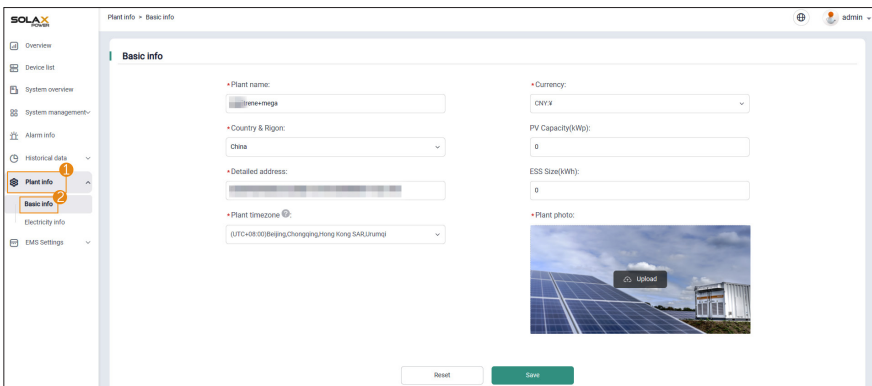 SOLAX
POWER
Plant info > Basic info
admin
Overview
Device list
System overview
System management
Alarm info
Historical data
1
Plant info
2
Basic info
Electricity info
EMS Settings
Basic info
* Plant name:
trene+mega
* Currency:
CNY:¥
* Country & Rigon:
China
PV Capacity(kWp):
0
* Detailed address:
ESS Size(kWh):
0
* Plant timezone ?:
(UTC+08:00)Beijing,Chongqing,Hong Kong SAR,Urumqi
* Plant photo:
Upload
Reset
Save